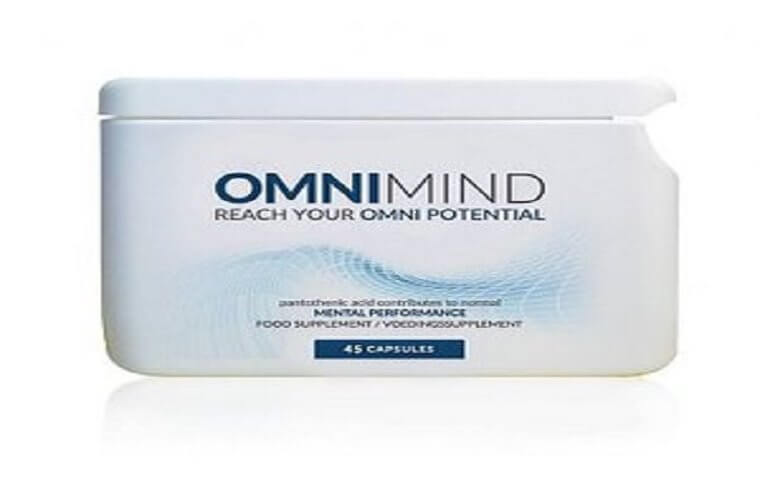 OMNIMIND
REACH YOUR OMNI POTENTIAL
pantothenic acid contributes to normal
MENTAL PERFORMANCE
FOOD SUPPLEMENT / VOEDINGSSUPPLEMENT
45 CAPSULES